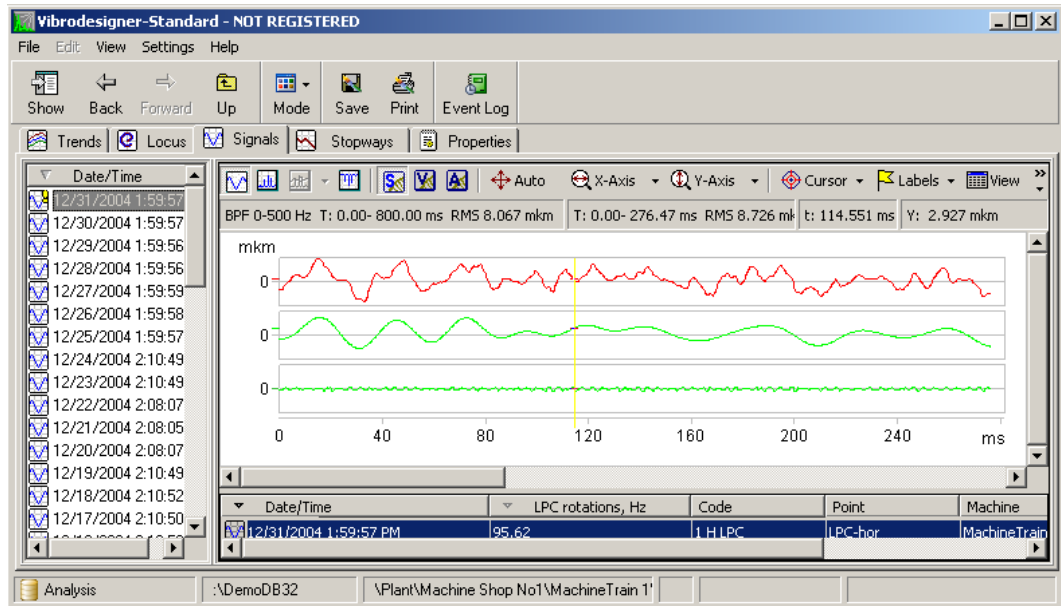 Vibrodesigner-Standard - NOT REGISTERED
File Edit View Settings Help
Show Back Forward Up Mode Save Print Event Log
Trends Locus Signals Stopways Properties
Date/Time
12/31/2004 1:59:57
12/30/2004 1:59:57
12/29/2004 1:59:56
12/28/2004 1:59:56
12/27/2004 1:59:59
12/26/2004 1:59:58
12/25/2004 1:59:57
12/24/2004 2:10:49
12/23/2004 2:10:49
12/22/2004 2:08:07
12/21/2004 2:08:05
12/20/2004 2:08:07
12/19/2004 2:10:49
12/18/2004 2:10:52
12/17/2004 2:10:50
S V A Auto X-Axis Y-Axis Cursor Labels View
BPF 0-500 Hz T: 0.00- 800.00 ms RMS 8.067 mkm T: 0.00- 276.47 ms RMS 8.726 mk t: 114.551 ms Y: 2.927 mkm
mkm
0
0
0
0 40 80 120 160 200 240 ms
Date/Time LPC rotations, Hz Code Point Machine
12/31/2004 1:59:57 PM 95,62 1 H LPC LPC-hor MachineTrain
Analysis :\DemoDB32 \Plant\Machine Shop No1\MachineTrain 1'